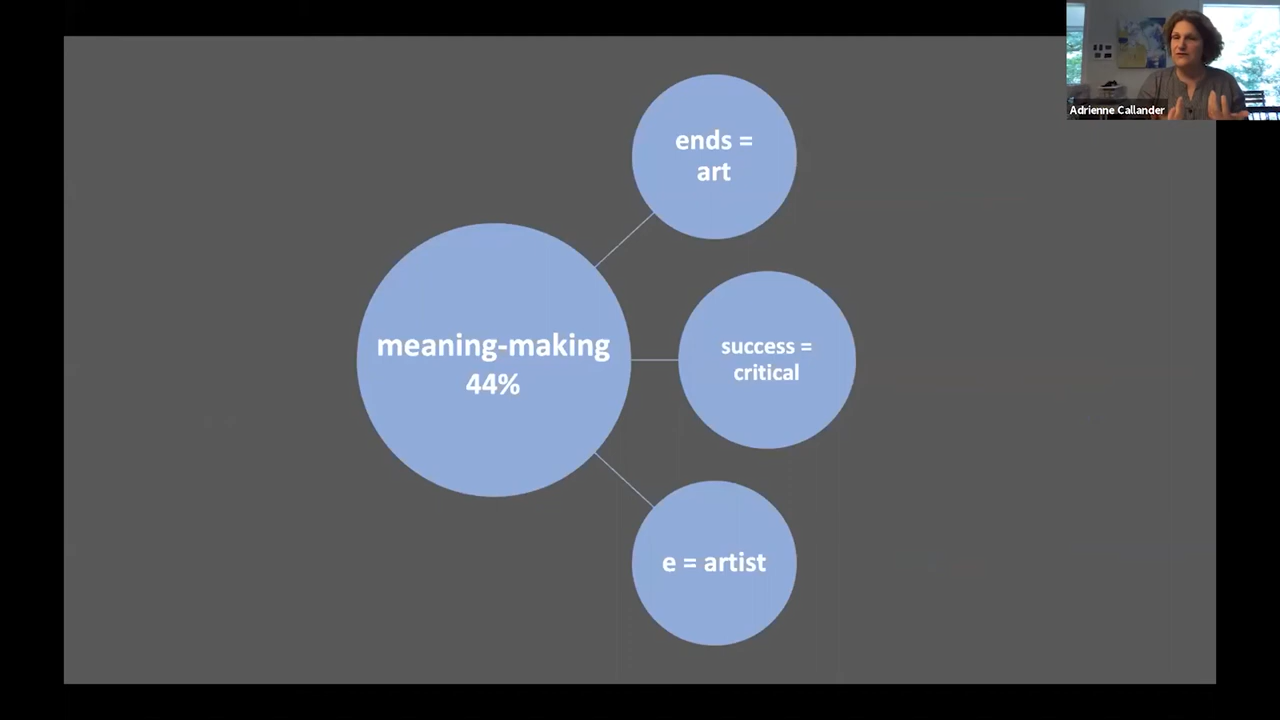 Adrienne Callander
ends =
art
meaning-making
44%
success =
critical
e = artist